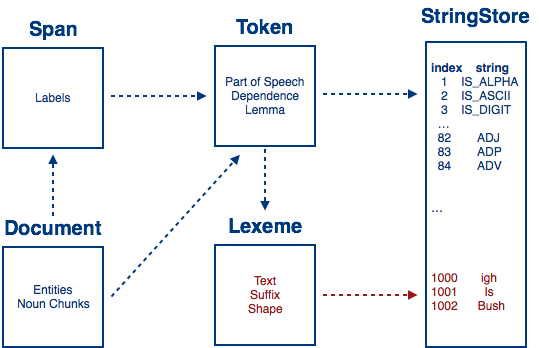 Span
Labels
Token
Part of Speech
Dependence
Lemma
StringStore
index string
1 IS_ALPHA
2 IS_ASCII
3 IS_DIGIT
...
82 ADJ
83 ADP
84 ADV
...
1000 igh
1001 Is
1002 Bush
Document
Entities
Noun Chunks
Lexeme
Text
Suffix
Shape